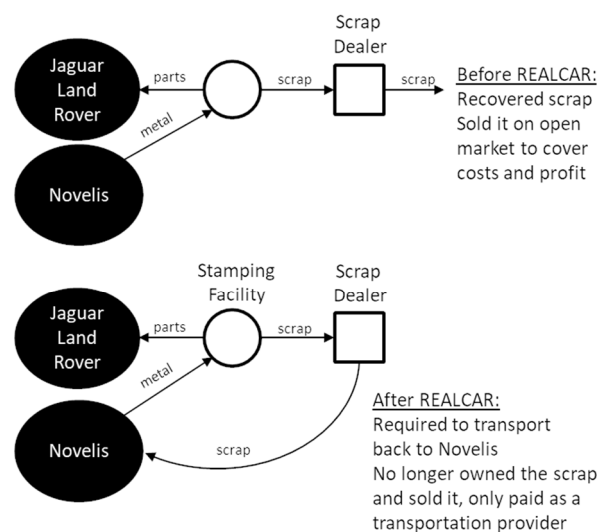 Scrap
Dealer
Jaguar
Land
Rover
parts
scrap
scrap
metal
Novelis
Before REALCAR:
Recovered scrap
Sold it on open
market to cover
costs and profit
Stamping
Facility
Scrap
Dealer
Jaguar
Land
Rover
parts
scrap
metal
Novelis
scrap
After REALCAR:
Required to transport
back to Novelis
No longer owned the scrap
and sold it, only paid as a
transportation provider